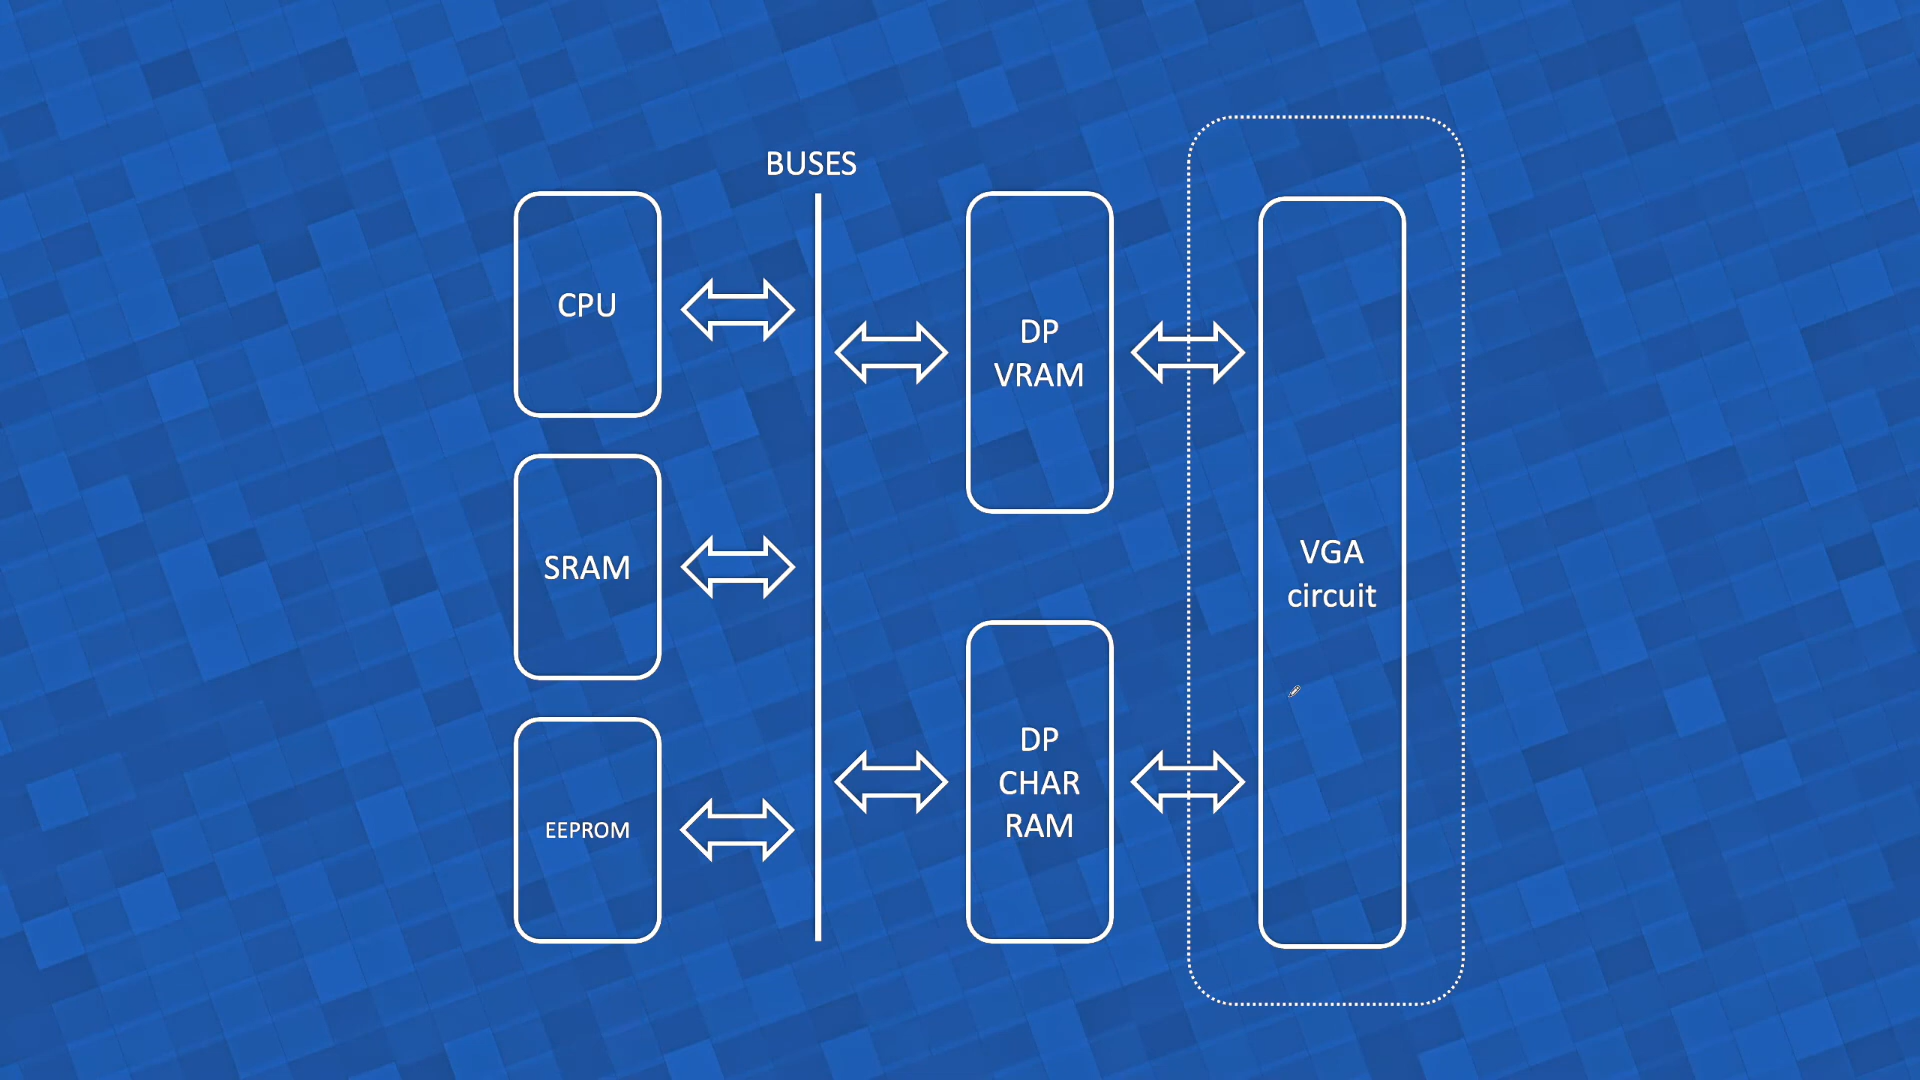 BUSES
CPU
SRAM
EEPROM
DP
VRAM
DP
CHAR
RAM
VGA
circuit